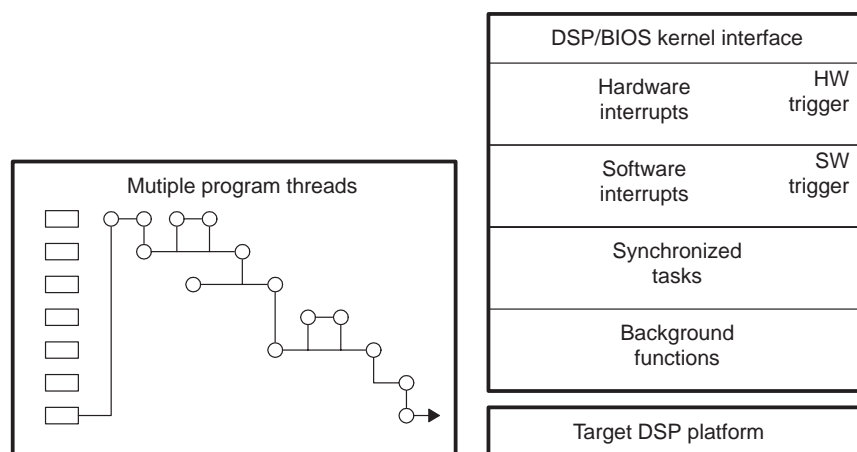 Mutiple program threads
DSP/BIOS kernel interface
Hardware
interrupts
HW
trigger
Software
interrupts
SW
trigger
Synchronized
tasks
Background
functions
Target DSP platform